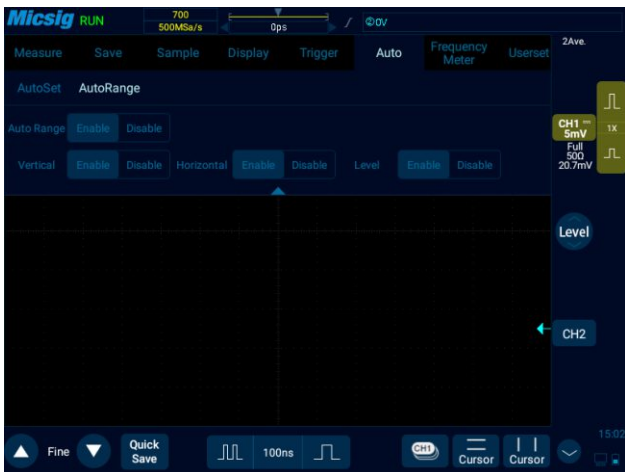 Micsig RUN 700 500MSa/s 0ps ②0V
Measure Save Sample Display Trigger Auto Frequency Meter Userset 2Ave.
AutoSet AutoRange
Auto Range Enable Disable
Vertical Enable Disable Horizontal Enable Disable Level Enable Disable
CH1
5mV
1X
Full
50Ω
20.7mV
Level
CH2
15:02
Fine Quick Save 100ns CH1 Cursor Cursor